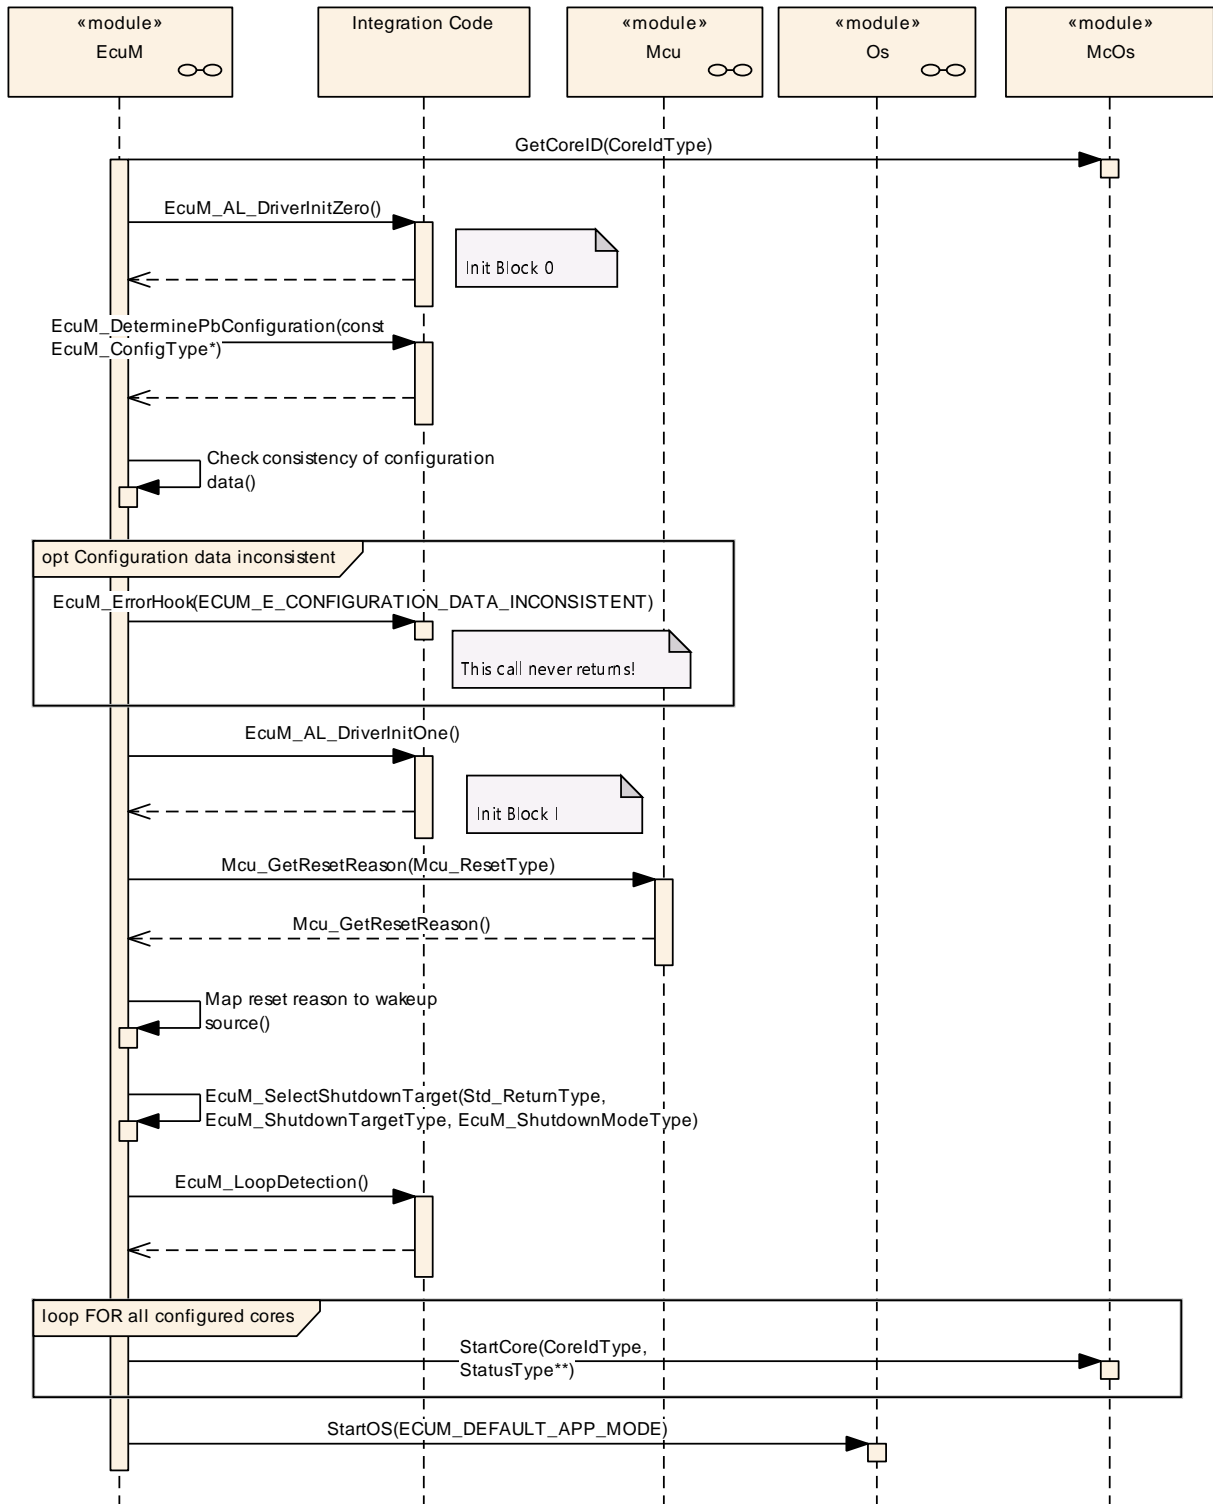 «module»
EcuM
Integration Code
«module»
Mcu
«module»
Os
«module»
McOs
GetCoreID(CoreIdType)
EcuM_AL_DriverInitZero()
Init Block 0
EcuM_DeterminePbConfiguration(const
EcuM_ConfigType*)
Check consistency of configuration
data()
opt Configuration data inconsistent
EcuM_ErrorHook(ECUM_E_CONFIGURATION_DATA_INCONSISTENT)
This call never returns!
EcuM_AL_DriverInitOne()
Init Block I
Mcu_GetResetReason(Mcu_ResetType)
Mcu_GetResetReason()
Map reset reason to wakeup
source()
EcuM_SelectShutdownTarget(Std_ReturnType,
EcuM_ShutdownTargetType, EcuM_ShutdownModeType)
EcuM_LoopDetection()
loop FOR all configured cores
StartCore(CoreIdType,
StatusType**)
StartOS(ECUM_DEFAULT_APP_MODE)